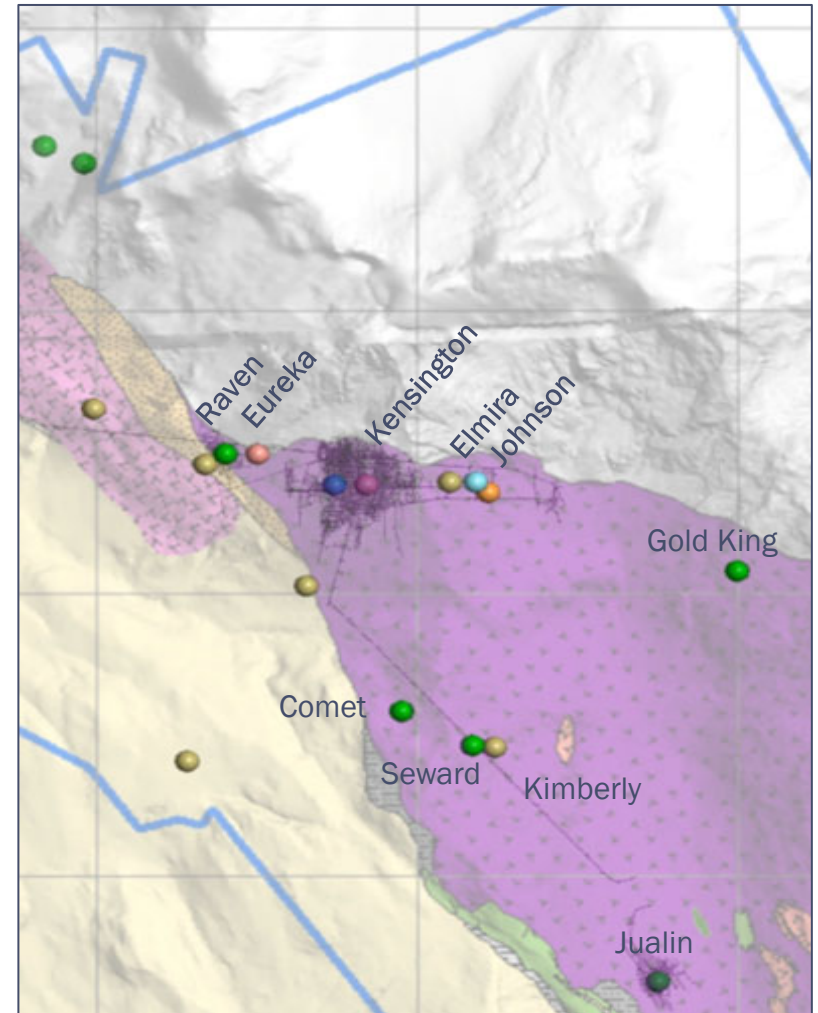 Raven
Eureka
Kensington
Elmira
Johnson
Gold King
Comet
Seward
Kimberly
Jualin